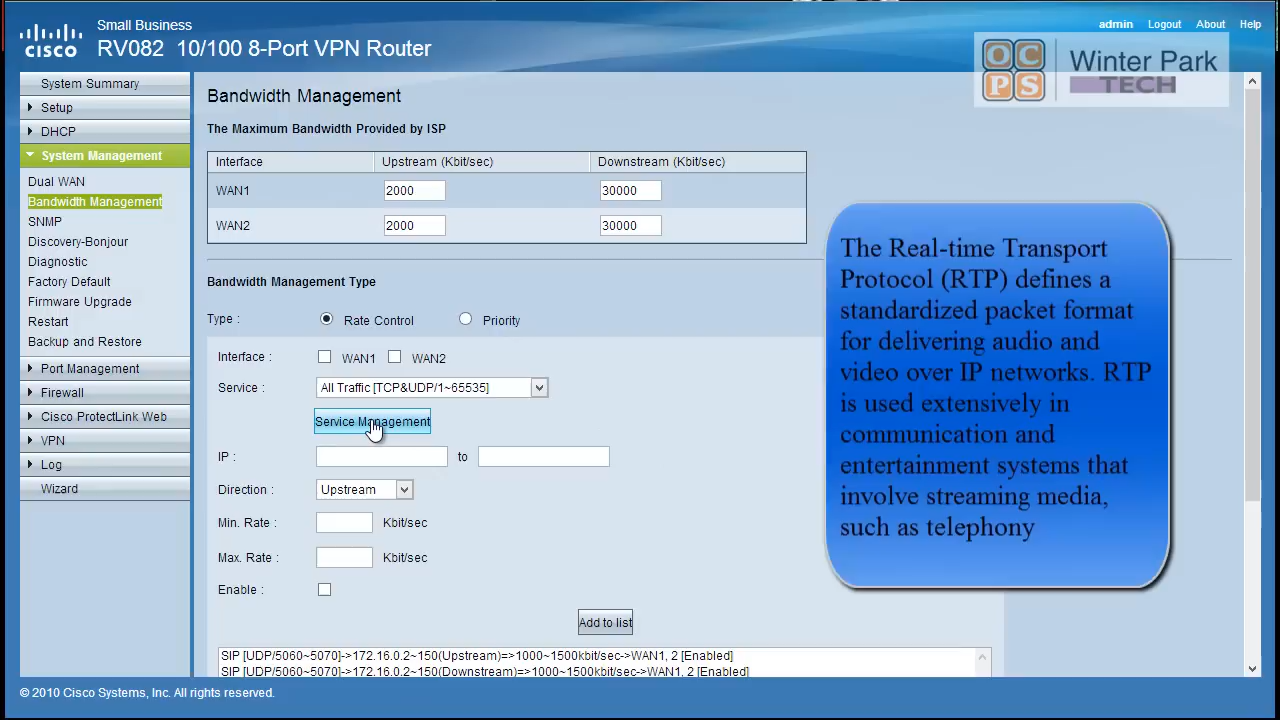 Small Business
CISCO
RV082 10/100 8-Port VPN Router
admin Logout About Help
OCPS
Winter Park
TECH
System Summary
Setup
DHCP
System Management
Dual WAN
Bandwidth Management
SNMP
Discovery-Bonjour
Diagnostic
Factory Default
Firmware Upgrade
Restart
Backup and Restore
Port Management
Firewall
Cisco ProtectLink Web
VPN
Log
Wizard
Bandwidth Management
The Maximum Bandwidth Provided by ISP
Interface Upstream (Kbit/sec) Downstream (Kbit/sec)
WAN1 2000 30000
WAN2 2000 30000
Bandwidth Management Type
Type : Rate Control Priority
Interface : WAN1 WAN2
Service : All Traffic [TCP&UDP/1~65535]
Service Management
IP : to
Direction : Upstream
Min. Rate : Kbit/sec
Max. Rate : Kbit/sec
Enable :
Add to list
SIP [UDP/5060~5070]->172.16.0.2~150(Upstream)=>1000~1500kbit/sec->WAN1, 2 [Enabled]
SIP [UDP/5060~5070]->172.16.0.2~150(Downstream)=>1000~1500kbit/sec->WAN1, 2 [Enabled]
The Real-time Transport
Protocol (RTP) defines a
standardized packet format
for delivering audio and
video over IP networks. RTP
is used extensively in
communication and
entertainment systems that
involve streaming media,
such as telephony
© 2010 Cisco Systems, Inc. All rights reserved.